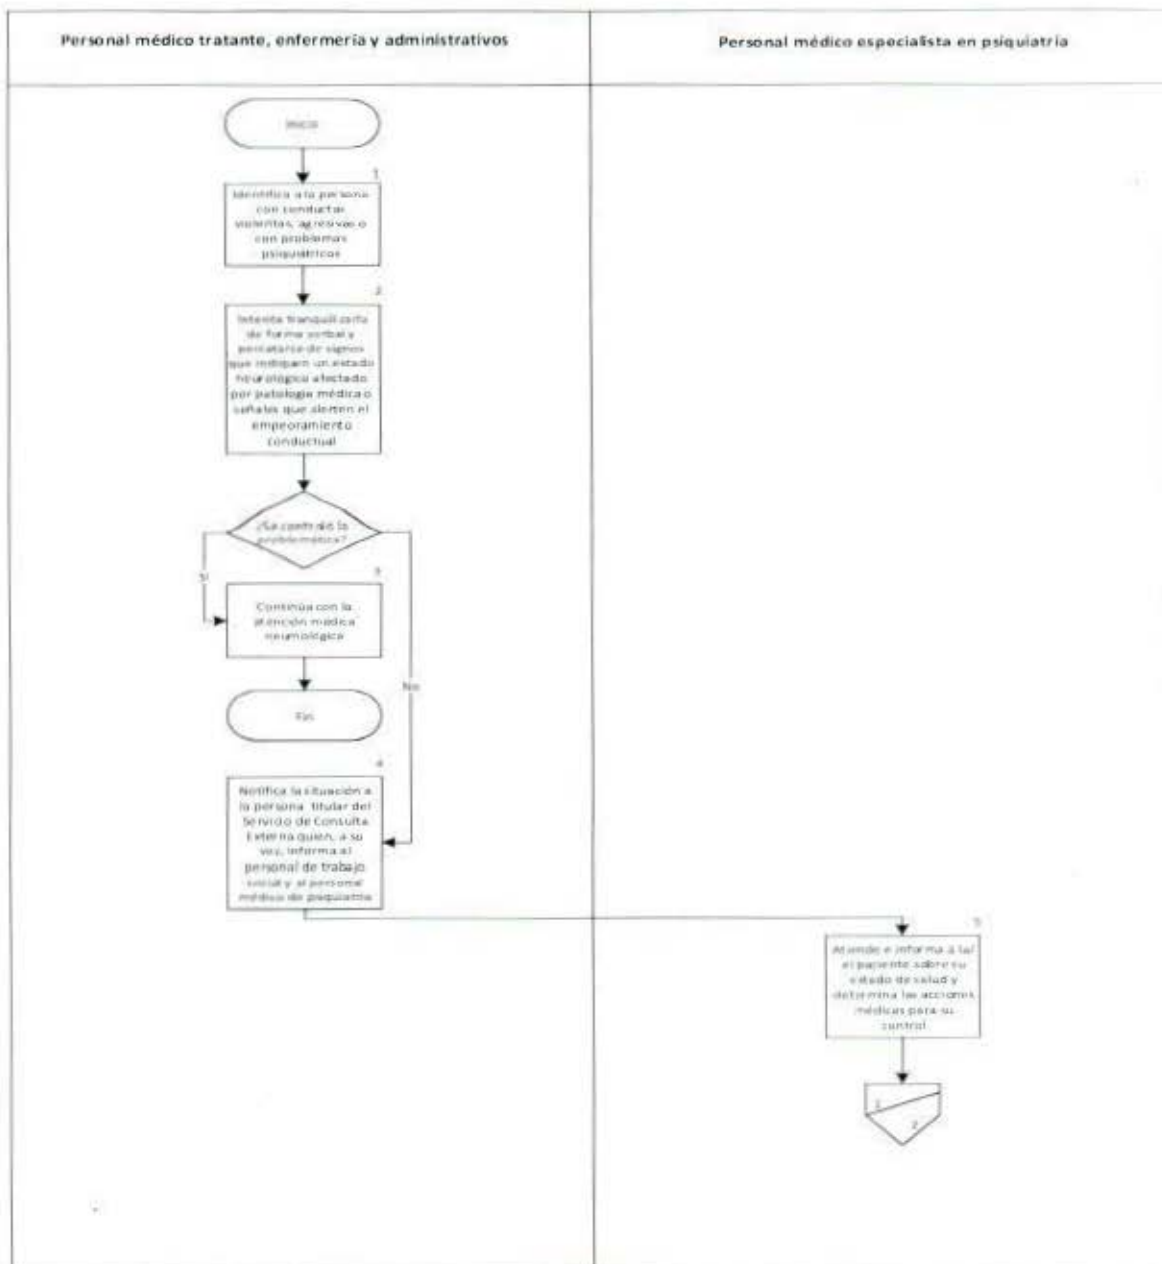 Personal médico tratante, enfermería y administrativos
Personal médico especialista en psiquiatría
Inicio
1
Identifica a la persona
con conductas
violentas, agresivas o
con problemas
psiquiátricos
2
Intenta tranquilizarla
de forma verbal y
percatarse de signos
que indiquen un estado
neurológico afectado
por patología médica o
señales que alerten el
empeoramiento
conductual
¿Se controló la
problemática?
Sí
No
3
Continúa con la
atención médica
neumológica
Fin
4
Notifica la situación a
la persona titular del
Servicio de Consulta
Externa quien, a su
vez, informa al
personal de trabajo
social y al personal
médico de psiquiatría
5
Atiende e informa a la/
el paciente sobre su
estado de salud y
determina las acciones
médicas para su
control
1
2